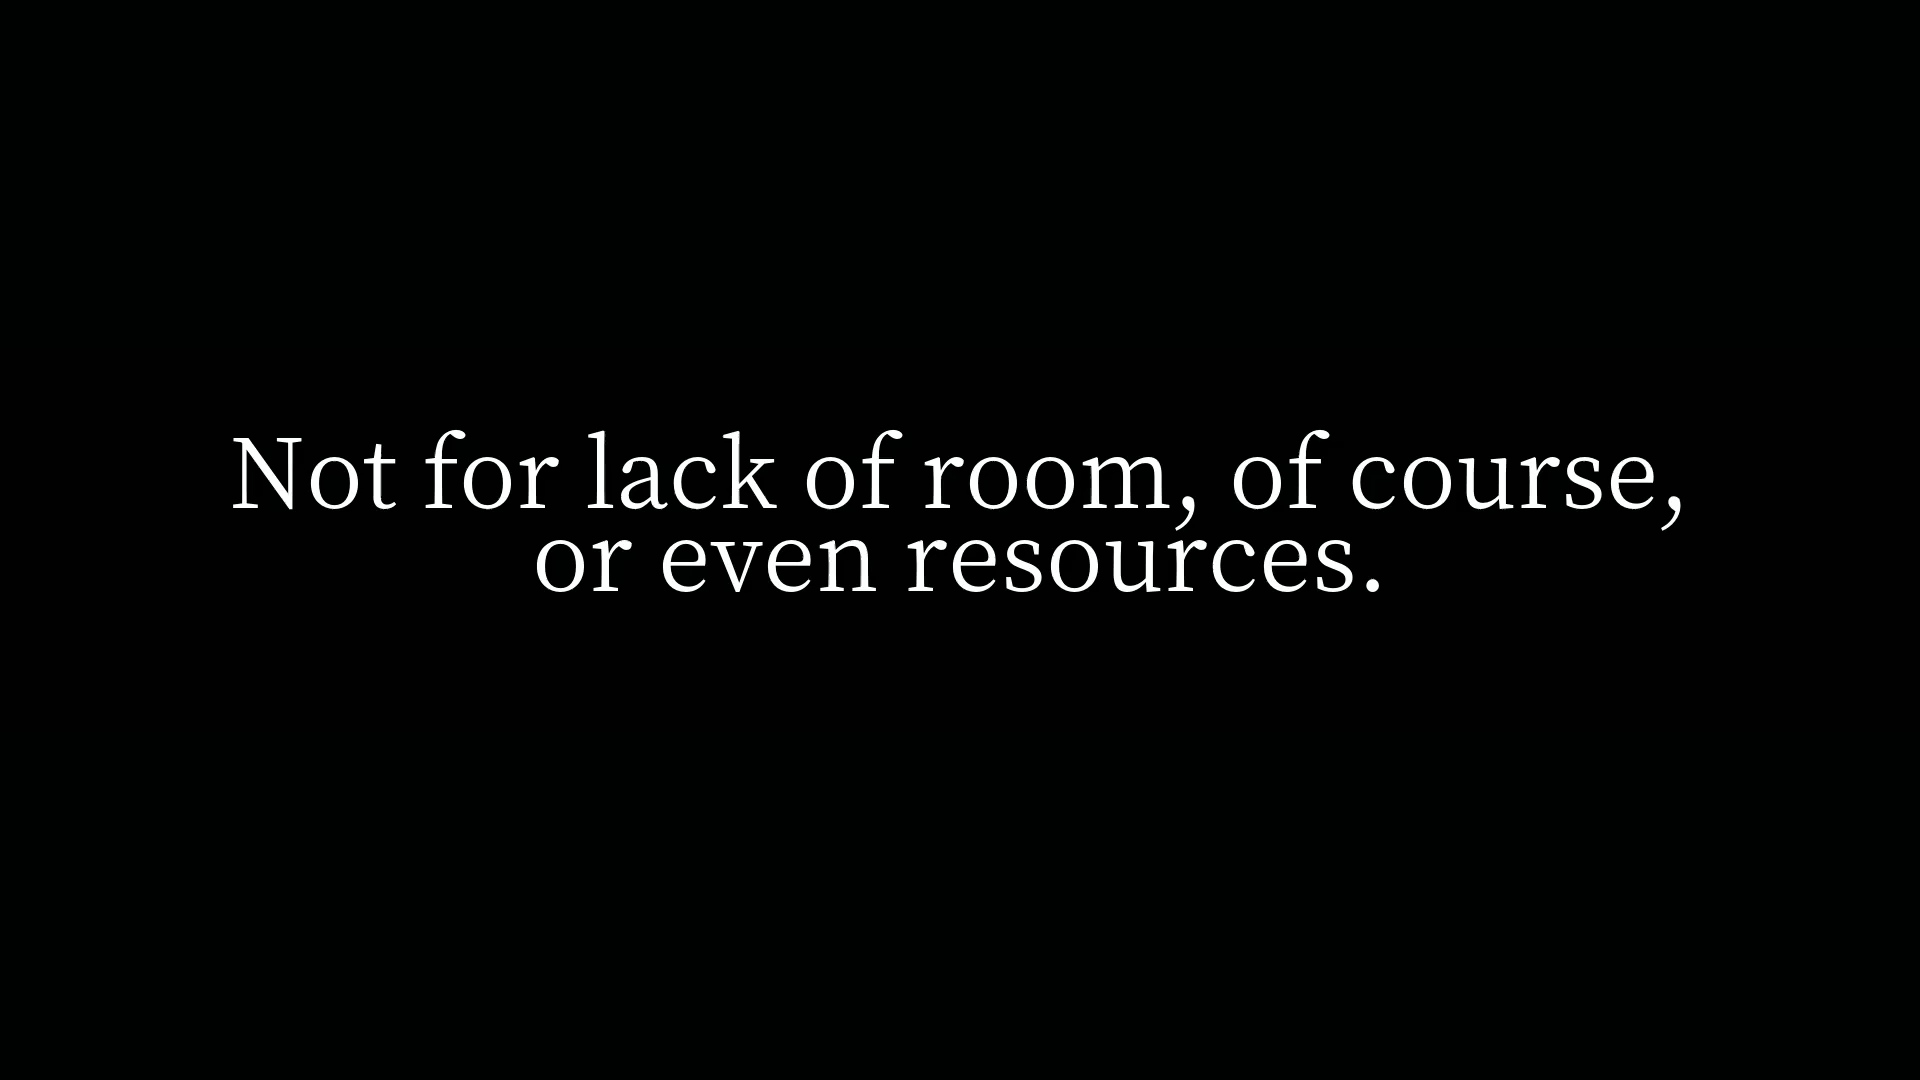 Not for lack of room, of course,
or even resources.